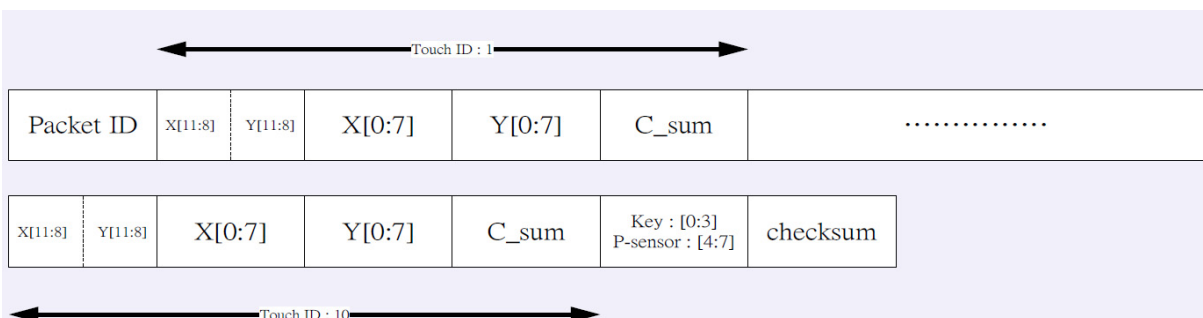 Touch ID : 1
Packet ID X[11:8] Y[11:8] X[0:7] Y[0:7] C_sum ...............
X[11:8] Y[11:8] X[0:7] Y[0:7] C_sum Key : [0:3] P-sensor : [4:7] checksum
Touch ID : 10